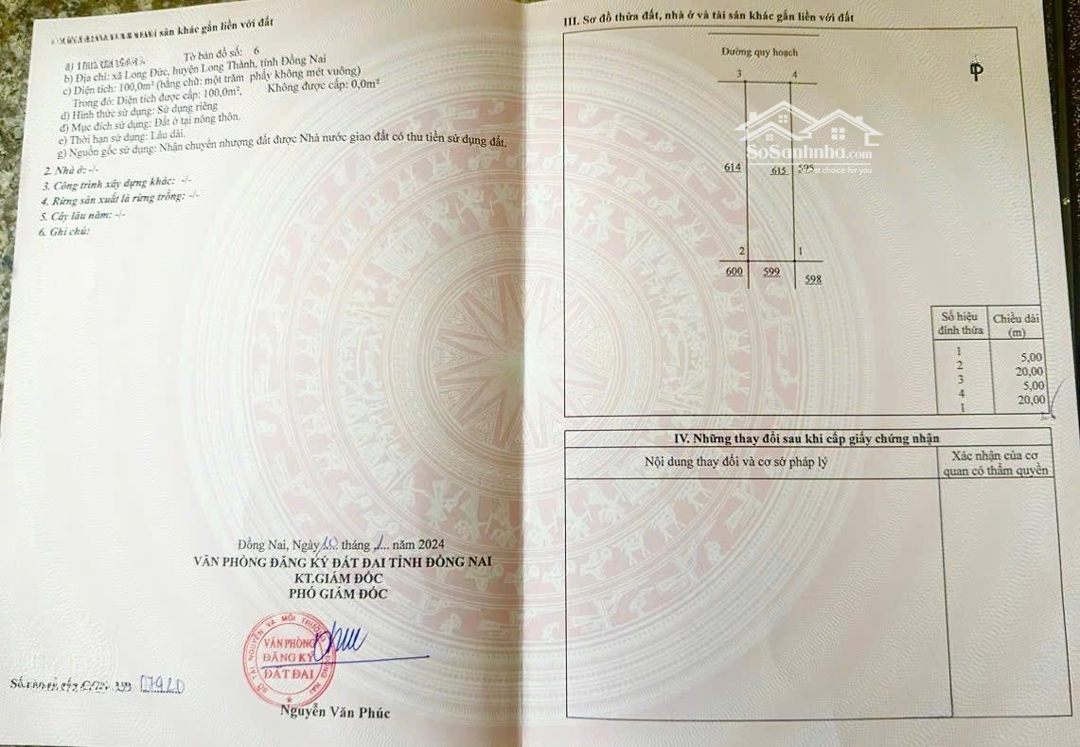 sản khác gắn liền với đất
Tờ bản đồ số: 6
b) Địa chỉ: xã Long Đức, huyện Long Thành, tỉnh Đồng Nai
c) Diện tích: 100,0m² (bằng chữ: một trăm phẩy không mét vuông)
Trong đó: Diện tích được cấp: 100,0m², Không được cấp: 0,0m²
d) Hình thức sử dụng: Sử dụng riêng
đ) Mục đích sử dụng: Đất ở tại nông thôn.
e) Thời hạn sử dụng: Lâu dài.
g) Nguồn gốc sử dụng: Nhận chuyển nhượng đất được Nhà nước giao đất có thu tiền sử dụng đất.
2. Nhà ở: -/-
3. Công trình xây dựng khác: -/-
4. Rừng sản xuất là rừng trồng: -/-
5. Cây lâu năm: -/-
6. Ghi chú:
Đồng Nai, Ngày tháng năm 2024
VĂN PHÒNG ĐĂNG KÝ ĐẤT ĐAI TỈNH ĐỒNG NAI
KT.GIÁM ĐỐC
PHÓ GIÁM ĐỐC
SỞ TÀI NGUYÊN VÀ MÔI TRƯỜNG ĐỒNG NAI
VĂN PHÒNG
ĐĂNG KÝ
ĐẤT ĐAI
Nguyễn Văn Phúc
III. Sơ đồ thửa đất, nhà ở và tài sản khác gắn liền với đất
Đường quy hoạch
3 4
SoSanhnha.com
614 615
choice for you
2 1
600 599 598
Số hiệu đỉnh thửa
Chiều dài (m)
1
5,00
2
20,00
3
5,00
4
20,00
1
IV. Những thay đổi sau khi cấp giấy chứng nhận
Nội dung thay đổi và cơ sở pháp lý
Xác nhận của cơ
quan có thẩm quyền